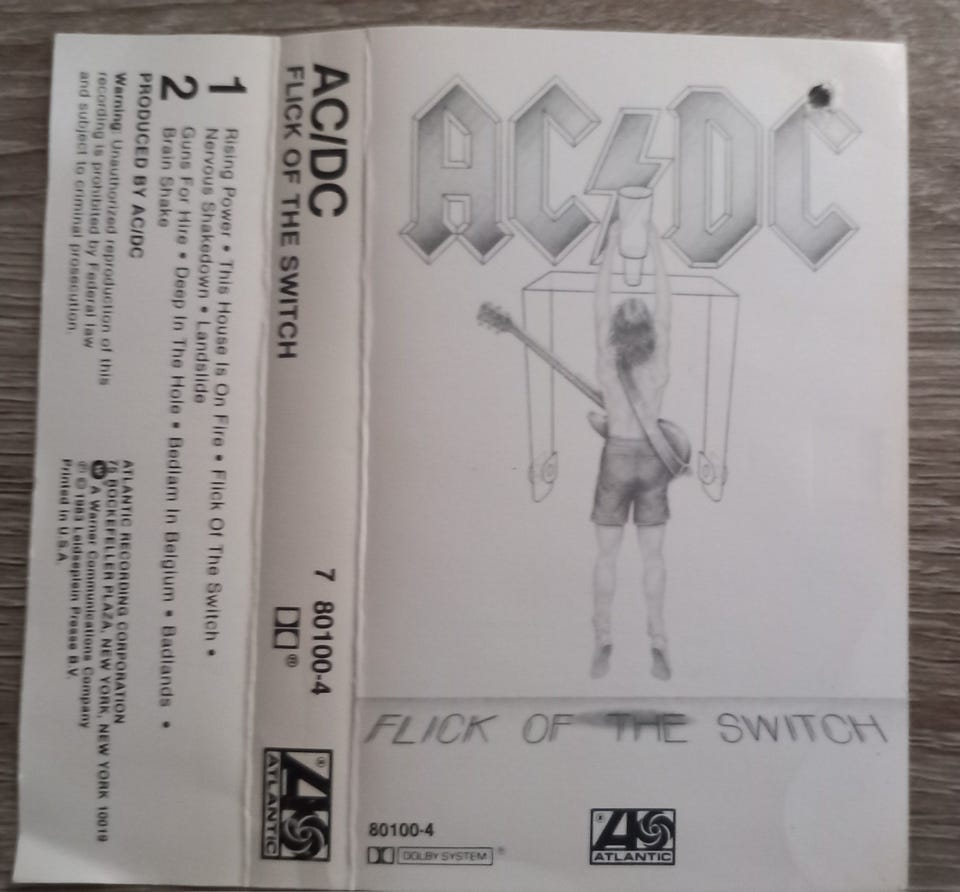 AC/DC
FLICK OF THE SWITCH
80100-4
DOLBY SYSTEM ®
® ATLANTIC
AC/DC
FLICK OF THE SWITCH
7 80100-4
®
® ATLANTIC
1 Rising Power • This House Is On Fire • Flick Of The Switch •
Nervous Shakedown • Landslide
2 Guns For Hire • Deep In The Hole • Bedlam In Belgium • Badlands •
Brain Shake
PRODUCED BY AC/DC
Warning: Unauthorized reproduction of this
recording is prohibited by Federal law
and subject to criminal prosecution.
ATLANTIC RECORDING CORPORATION
75 ROCKEFELLER PLAZA, NEW YORK, NEW YORK 10019
A Warner Communications Company
℗ © 1983 Leidseplein Presse B.V.
Printed in U.S.A.